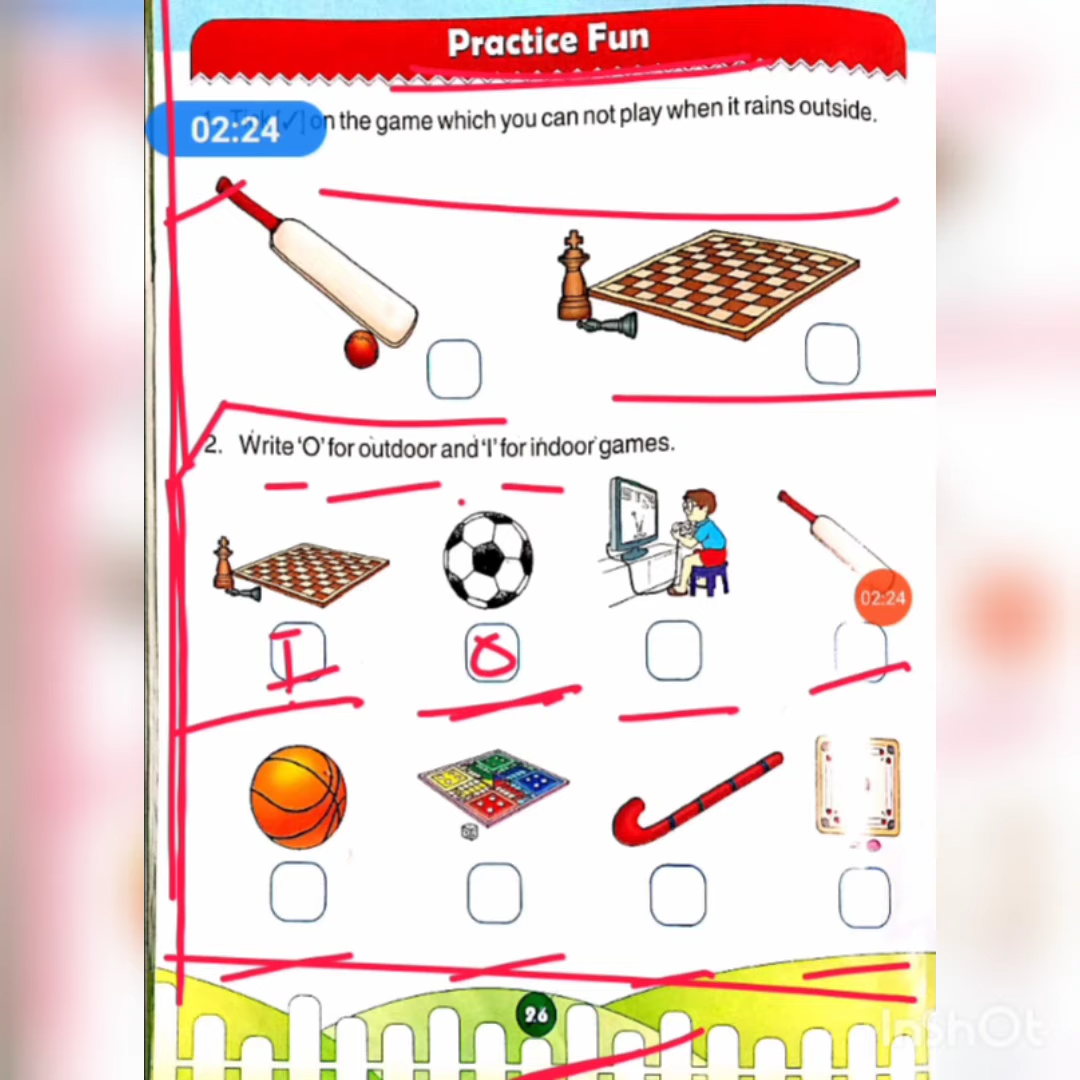 Practice Fun
02:24
on the game which you can not play when it rains outside.
2. Write 'O' for outdoor and 'I' for indoor games.
02:24
I O
26
InShOt